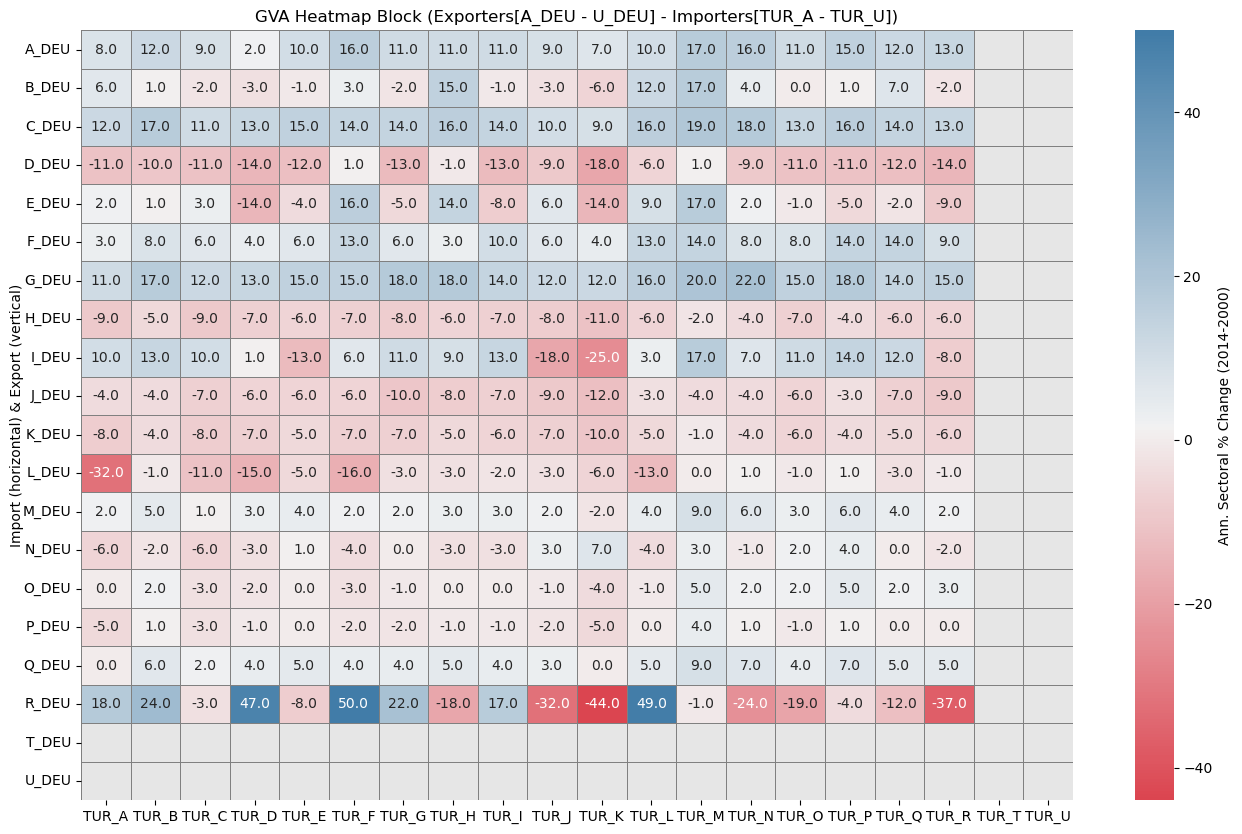 GVA Heatmap Block (Exporters[A_DEU - U_DEU] - Importers[TUR_A - TUR_U])
Import (horizontal) & Export (vertical)
A_DEU 8.0 12.0 9.0 2.0 10.0 16.0 11.0 11.0 11.0 9.0 7.0 10.0 17.0 16.0 11.0 15.0 12.0 13.0
B_DEU 6.0 1.0 -2.0 -3.0 -1.0 3.0 -2.0 15.0 -1.0 -3.0 -6.0 12.0 17.0 4.0 0.0 1.0 7.0 -2.0
C_DEU 12.0 17.0 11.0 13.0 15.0 14.0 14.0 16.0 14.0 10.0 9.0 16.0 19.0 18.0 13.0 16.0 14.0 13.0
D_DEU -11.0 -10.0 -11.0 -14.0 -12.0 1.0 -13.0 -1.0 -13.0 -9.0 -18.0 -6.0 1.0 -9.0 -11.0 -11.0 -12.0 -14.0
E_DEU 2.0 1.0 3.0 -14.0 -4.0 16.0 -5.0 14.0 -8.0 6.0 -14.0 9.0 17.0 2.0 -1.0 -5.0 -2.0 -9.0
F_DEU 3.0 8.0 6.0 4.0 6.0 13.0 6.0 3.0 10.0 6.0 4.0 13.0 14.0 8.0 8.0 14.0 14.0 9.0
G_DEU 11.0 17.0 12.0 13.0 15.0 15.0 18.0 18.0 14.0 12.0 12.0 16.0 20.0 22.0 15.0 18.0 14.0 15.0
H_DEU -9.0 -5.0 -9.0 -7.0 -6.0 -7.0 -8.0 -6.0 -7.0 -8.0 -11.0 -6.0 -2.0 -4.0 -7.0 -4.0 -6.0 -6.0
I_DEU 10.0 13.0 10.0 1.0 -13.0 6.0 11.0 9.0 13.0 -18.0 -25.0 3.0 17.0 7.0 11.0 14.0 12.0 -8.0
J_DEU -4.0 -4.0 -7.0 -6.0 -6.0 -6.0 -10.0 -8.0 -7.0 -9.0 -12.0 -3.0 -4.0 -4.0 -6.0 -3.0 -7.0 -9.0
K_DEU -8.0 -4.0 -8.0 -7.0 -5.0 -7.0 -7.0 -5.0 -6.0 -7.0 -10.0 -5.0 -1.0 -4.0 -6.0 -4.0 -5.0 -6.0
L_DEU -32.0 -1.0 -11.0 -15.0 -5.0 -16.0 -3.0 -3.0 -2.0 -3.0 -6.0 -13.0 0.0 1.0 -1.0 1.0 -3.0 -1.0
M_DEU 2.0 5.0 1.0 3.0 4.0 2.0 2.0 3.0 3.0 2.0 -2.0 4.0 9.0 6.0 3.0 6.0 4.0 2.0
N_DEU -6.0 -2.0 -6.0 -3.0 1.0 -4.0 0.0 -3.0 -3.0 3.0 7.0 -4.0 3.0 -1.0 2.0 4.0 0.0 -2.0
O_DEU 0.0 2.0 -3.0 -2.0 0.0 -3.0 -1.0 0.0 0.0 -1.0 -4.0 -1.0 5.0 2.0 2.0 5.0 2.0 3.0
P_DEU -5.0 1.0 -3.0 -1.0 0.0 -2.0 -2.0 -1.0 -1.0 -2.0 -5.0 0.0 4.0 1.0 -1.0 1.0 0.0 0.0
Q_DEU 0.0 6.0 2.0 4.0 5.0 4.0 4.0 5.0 4.0 3.0 0.0 5.0 9.0 7.0 4.0 7.0 5.0 5.0
R_DEU 18.0 24.0 -3.0 47.0 -8.0 50.0 22.0 -18.0 17.0 -32.0 -44.0 49.0 -1.0 -24.0 -19.0 -4.0 -12.0 -37.0
T_DEU
U_DEU
TUR_A TUR_B TUR_C TUR_D TUR_E TUR_F TUR_G TUR_H TUR_I TUR_J TUR_K TUR_L TUR_M TUR_N TUR_O TUR_P TUR_Q TUR_R TUR_T TUR_U
40
20
0
−20
−40
Ann. Sectoral % Change (2014-2000)